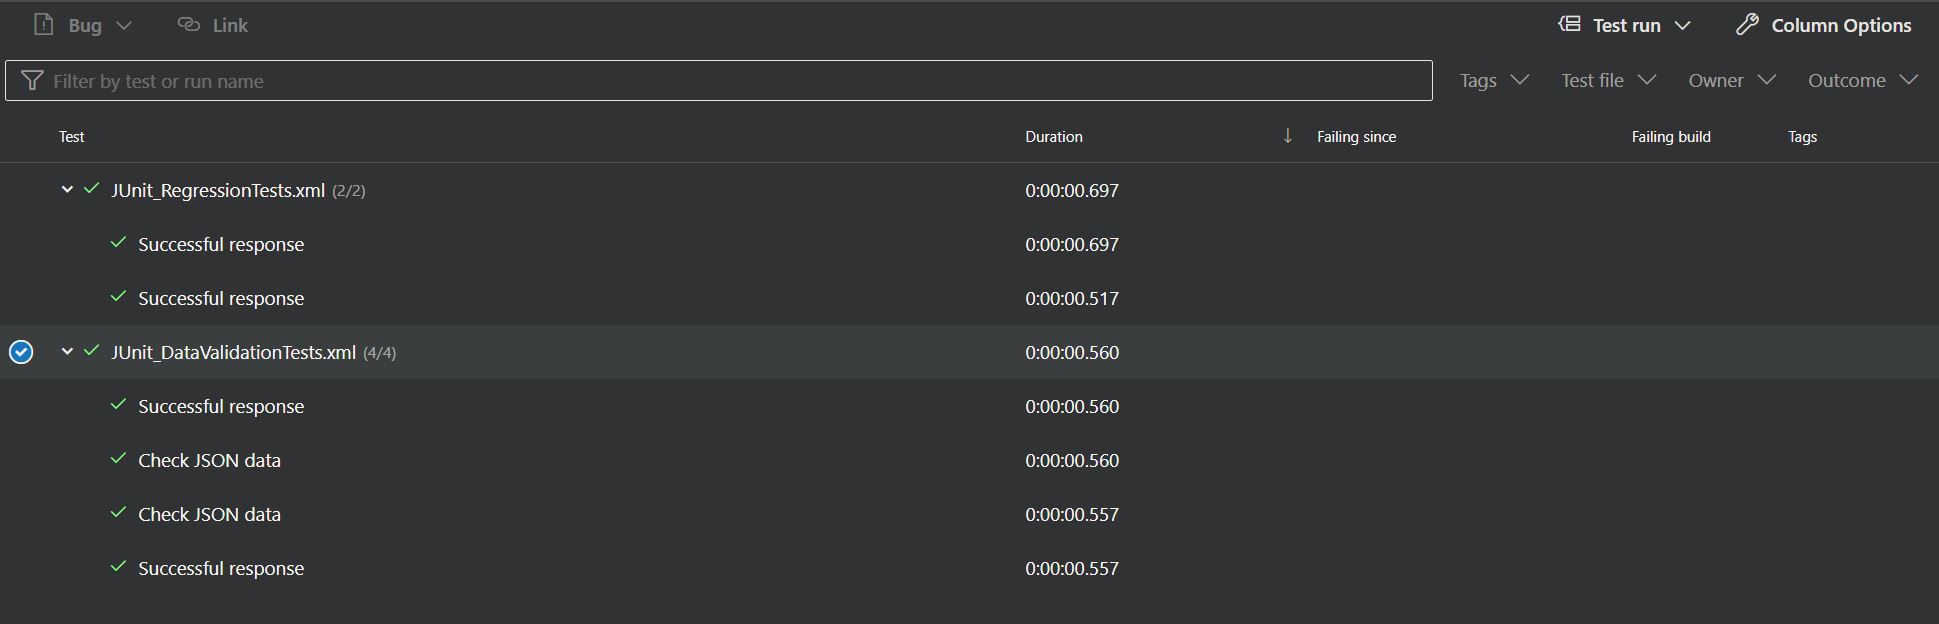 Bug Link Test run Column Options
Filter by test or run name Tags Test file Owner Outcome
Test Duration Failing since Failing build Tags
JUnit_RegressionTests.xml (2/2) 0:00:00.697
Successful response 0:00:00.697
Successful response 0:00:00.517
JUnit_DataValidationTests.xml (4/4) 0:00:00.560
Successful response 0:00:00.560
Check JSON data 0:00:00.560
Check JSON data 0:00:00.557
Successful response 0:00:00.557